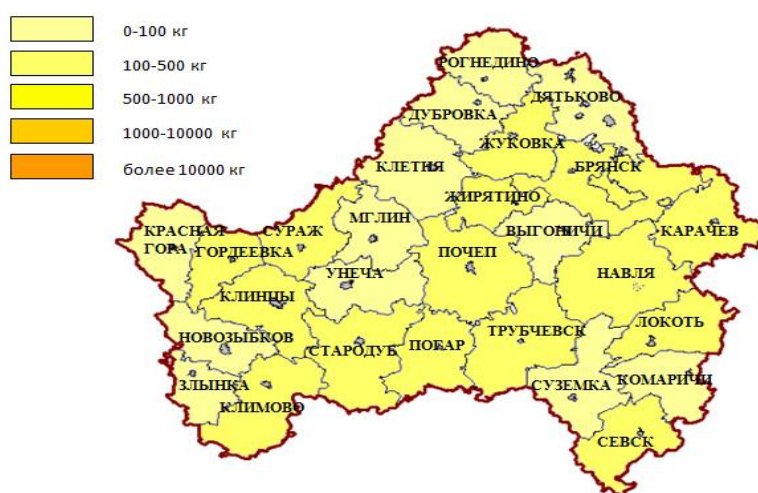 0-100 кг
100-500 кг
500-1000 кг
1000-10000 кг
более 10000 кг
РОГНЕДИНО
ДЯТЬКОВО
ДУБРОВКА
ЖУКОВКА
КЛЕТНЯ
БРЯНСК
ЖИРЯТИНО
МГЛИН
КРАСНАЯ
ГОРА
СУРАЖ
ГОРДЕЕВКА
ВЫГОНИЧИ
КАРАЧЕВ
ПОЧЕП
УНЕЧА
НАВЛЯ
КЛИНЦЫ
НОВОЗЫБКОВ
СТАРОДУБ
ПОГАР
ТРУБЧЕВСК
ЛОКОТЬ
ЗЛЫНКА
КЛИМОВО
СУЗЕМКА
КОМАРИЧИ
СЕВСК